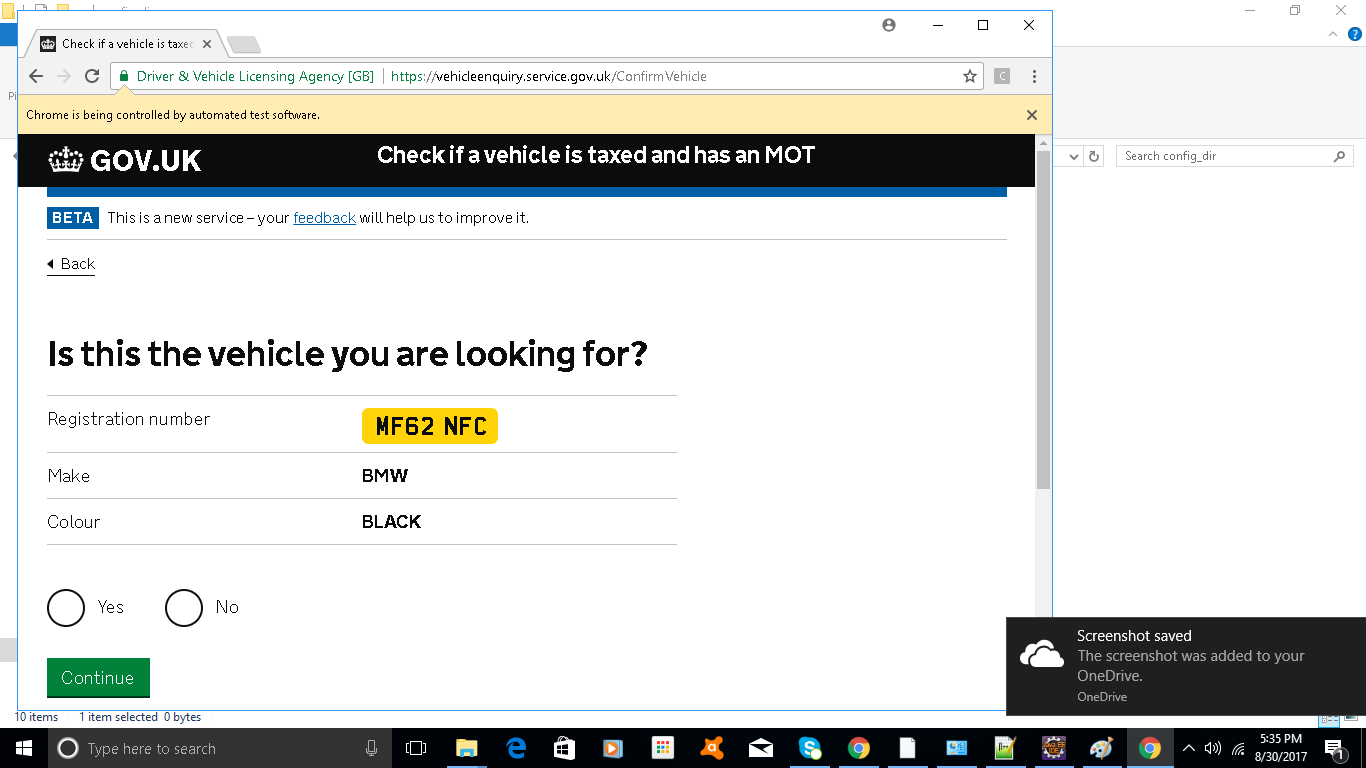 Check if a vehicle is taxed
Driver & Vehicle Licensing Agency [GB] https://vehicleenquiry.service.gov.uk/ConfirmVehicle
Chrome is being controlled by automated test software.
GOV.UK
Check if a vehicle is taxed and has an MOT
Search config_dir
BETA This is a new service – your feedback will help us to improve it.
Back
Is this the vehicle you are looking for?
Registration number MF62 NFC
Make BMW
Colour BLACK
Yes No
Continue
Screenshot saved
The screenshot was added to your
OneDrive.
OneDrive
10 items 1 item selected 0 bytes
Type here to search
5:35 PM
8/30/2017
1